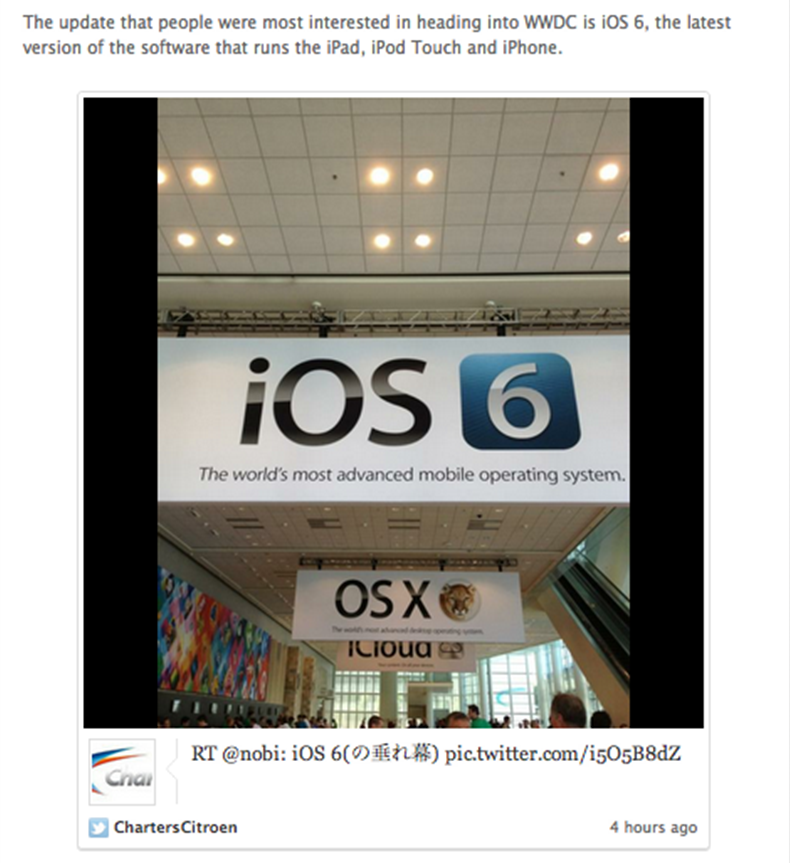 The update that people were most interested in heading into WWDC is iOS 6, the latest
version of the software that runs the iPad, iPod Touch and iPhone.
iOS 6
The world's most advanced mobile operating system.
OS X
The world's most advanced desktop operating system.
iCloud
Chai
RT @nobi: iOS 6(の垂れ幕) pic.twitter.com/i5O5B8dZ
ChartersCitroen
4 hours ago